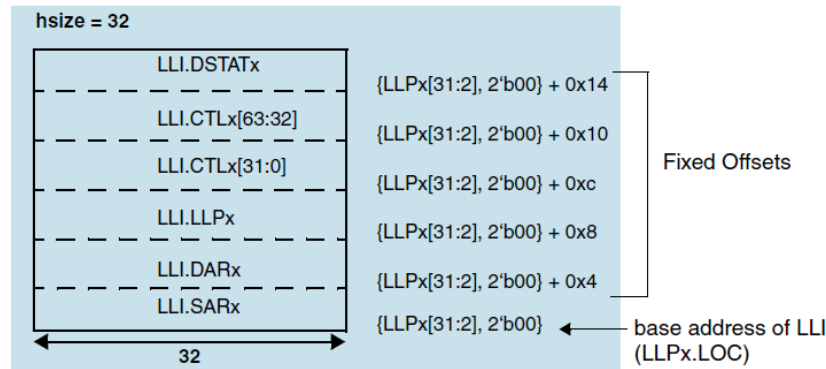 hsize = 32
LLI.DSTATx
{LLPx[31:2], 2‘b00} + 0x14
LLI.CTLx[63:32]
{LLPx[31:2], 2‘b00} + 0x10
LLI.CTLx[31:0]
Fixed Offsets
{LLPx[31:2], 2‘b00} + 0xc
LLI.LLPx
{LLPx[31:2], 2‘b00} + 0x8
LLI.DARx
{LLPx[31:2], 2‘b00} + 0x4
LLI.SARx
{LLPx[31:2], 2‘b00}
base address of LLI
(LLPx.LOC)
32